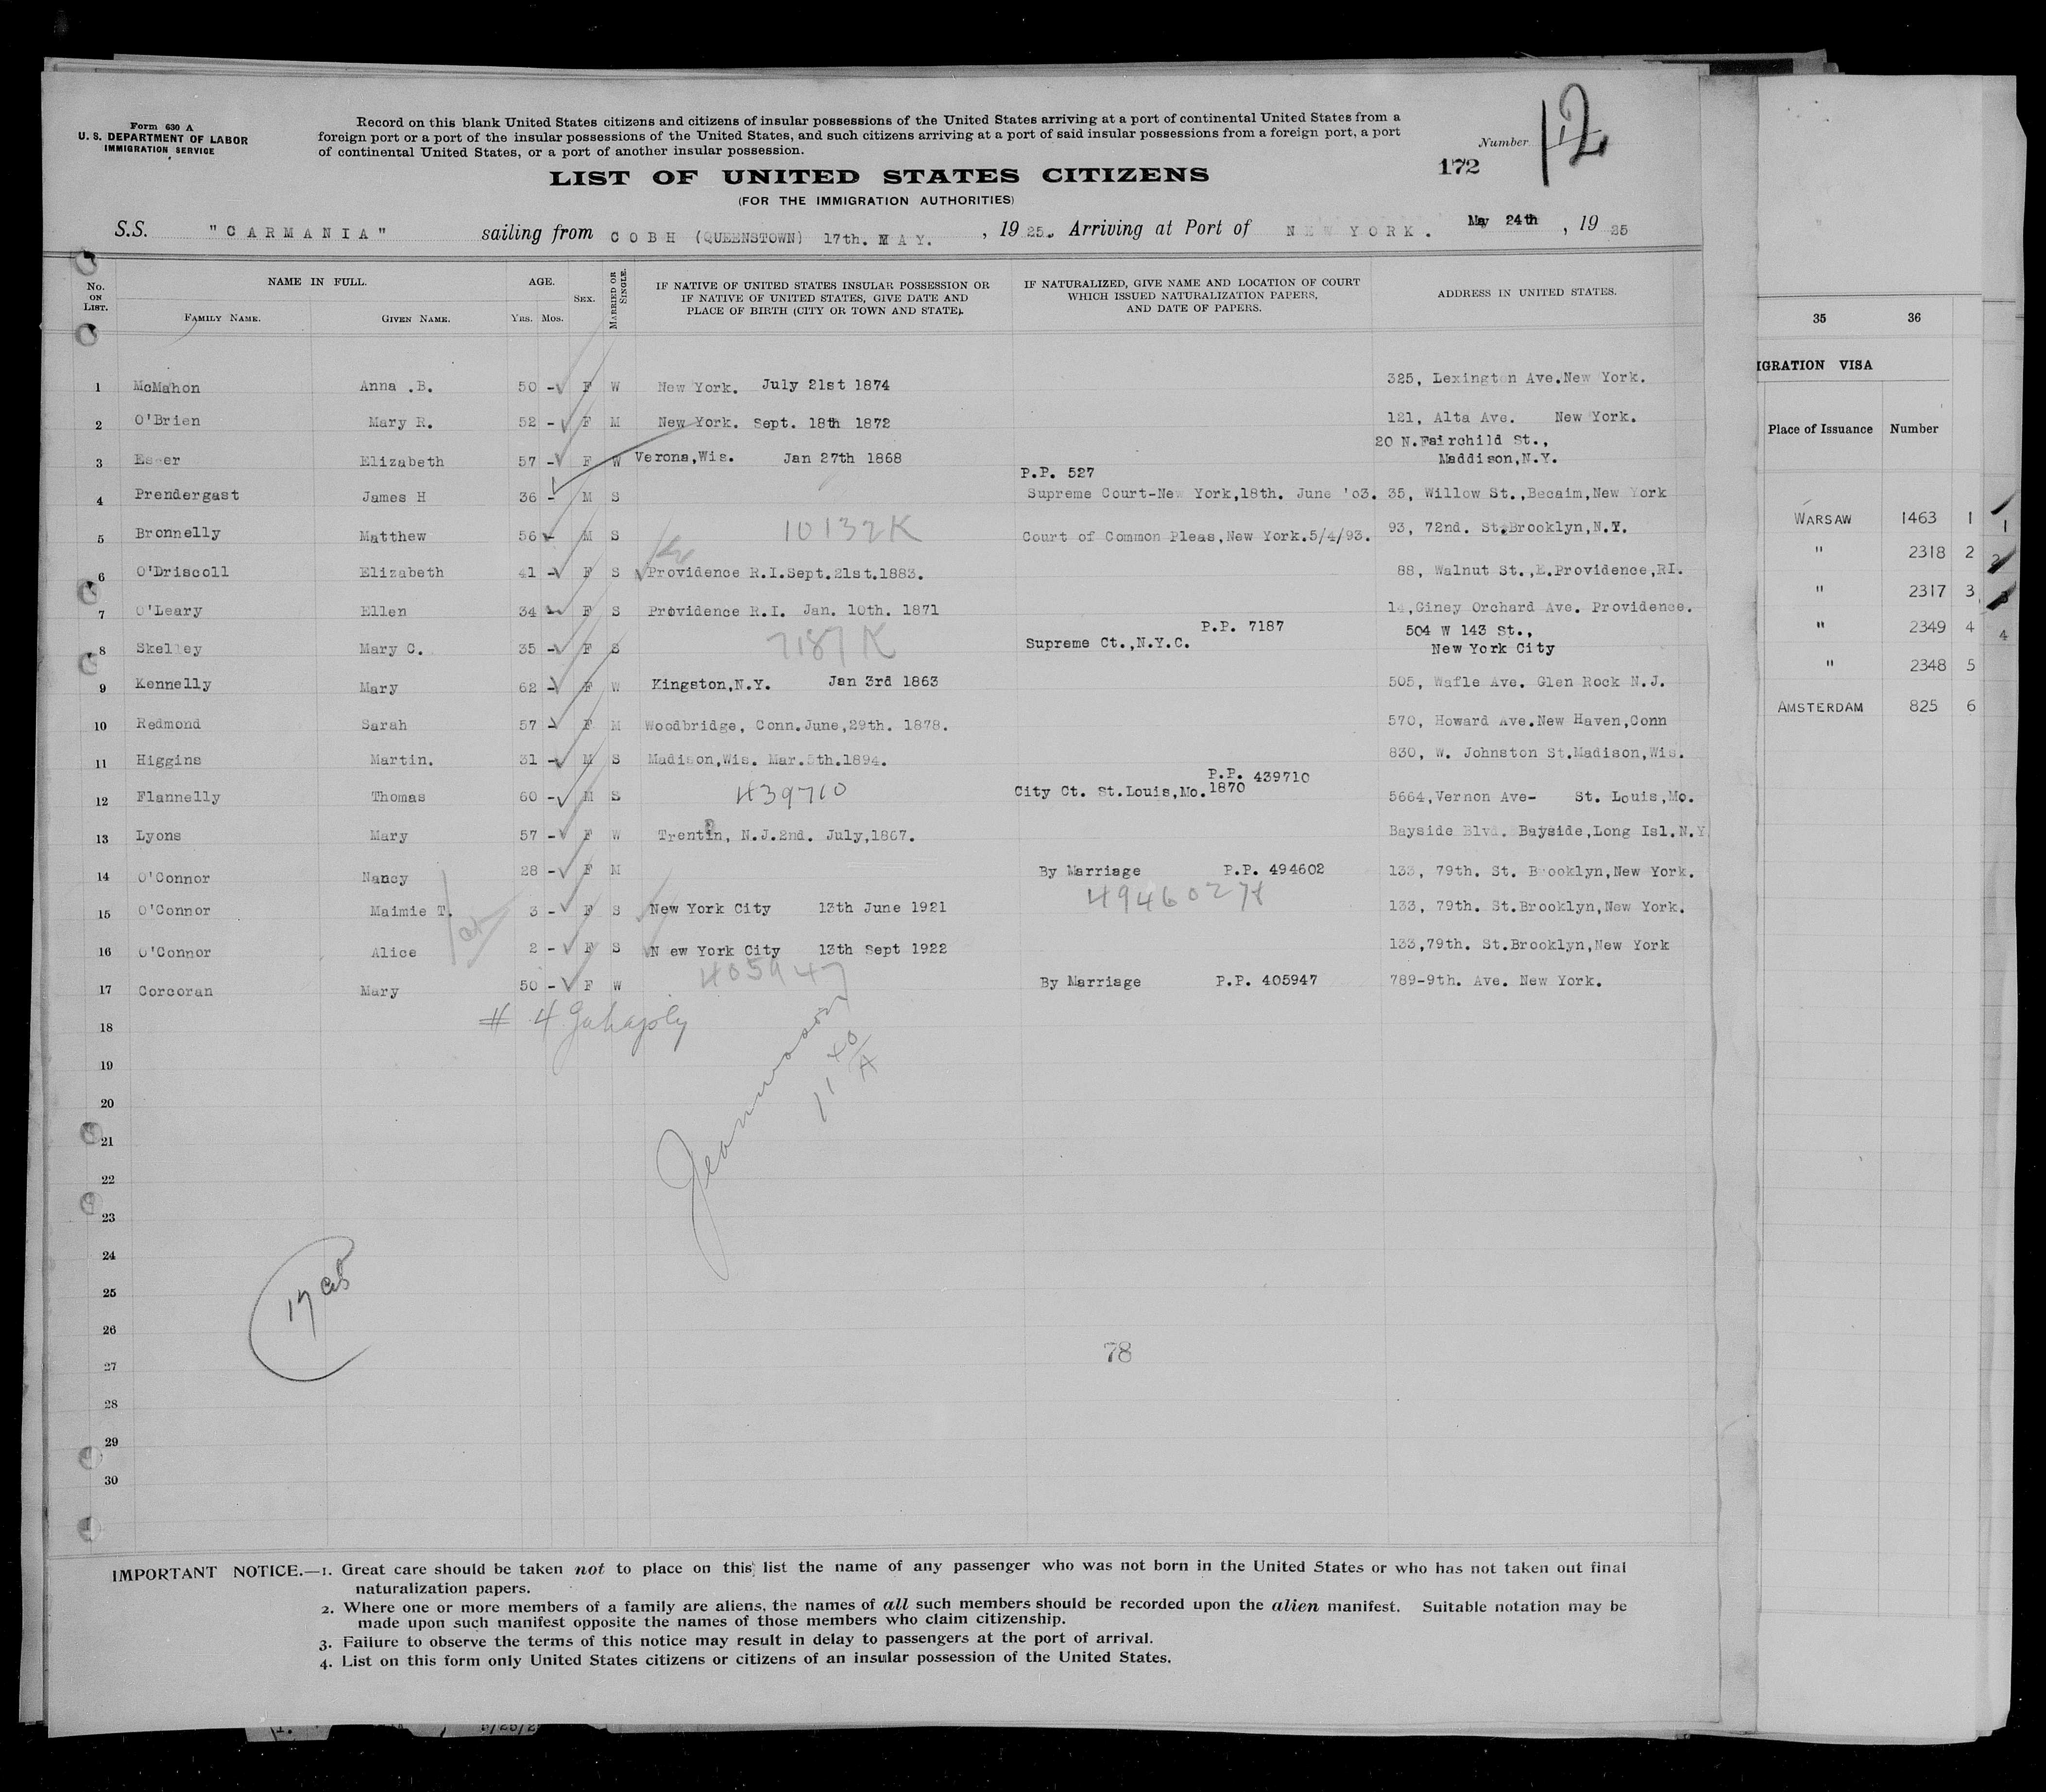 Form 630 A
U. S. DEPARTMENT OF LABOR
IMMIGRATION SERVICE
Record on this blank United States citizens and citizens of insular possessions of the United States arriving at a port of continental United States from a
foreign port or a port of the insular possessions of the United States, and such citizens arriving at a port of said insular possessions from a foreign port, a port
of continental United States, or a port of another insular possession.
Number 12
172
LIST OF UNITED STATES CITIZENS
(FOR THE IMMIGRATION AUTHORITIES)
S.S. "CARMANIA" sailing from COBH (QUEENSTOWN) 17th. MAY. , 1925. Arriving at Port of NEW YORK. May 24th , 1925
No. ON LIST.
NAME IN FULL.
FAMILY NAME. GIVEN NAME.
AGE.
YRS. MOS.
SEX.
MARRIED OR SINGLE.
IF NATIVE OF UNITED STATES INSULAR POSSESSION OR
IF NATIVE OF UNITED STATES, GIVE DATE AND
PLACE OF BIRTH (CITY OR TOWN AND STATE).
IF NATURALIZED, GIVE NAME AND LOCATION OF COURT
WHICH ISSUED NATURALIZATION PAPERS,
AND DATE OF PAPERS.
ADDRESS IN UNITED STATES.
1 McMahon Anna .B. 50 - F W New York. July 21st 1874 325, Lexington Ave.New York.
2 O'Brien Mary R. 52 - F M New York. Sept. 18th 1872 121, Alta Ave. New York.
20 N.Fairchild St.,
3 Elizabeth 57 - F W Verona,Wis. Jan 27th 1868 Maddison,N.Y.
P.P. 527
4 Prendergast James H 36 - M S Supreme Court-New York,18th. June '03. 35, Willow St.,Becaim,New York
5 Bronnelly Matthew 56 - M S 10132K Court of Common Pleas,New York.5/4/93. 93, 72nd. St.Brooklyn,N.Y.
6 O'Driscoll Elizabeth 41 - F S Providence R.I.Sept.21st.1883. 88, Walnut St.,E.Providence,RI.
7 O'Leary Ellen 34 - F S Providence R.I. Jan. 10th. 1871 14,Giney Orchard Ave. Providence.
P.P. 7187 504 W 143 St.,
8 Skelley Mary C. 35 - F S 7187K Supreme Ct.,N.Y.C. New York City
9 Kennelly Mary 62 - F W Kingston,N.Y. Jan 3rd 1863 505, Wafle Ave. Glen Rock N.J.
10 Redmond Sarah 57 - F M Woodbridge, Conn.June,29th. 1878. 570, Howard Ave.New Haven,Conn
11 Higgins Martin. 31 - M S Madison,Wis. Mar.5th.1894. 830, W. Johnston St.Madison,Wis.
P.P. 439710
12 Flannelly Thomas 60 - M S 439710 City Ct. St.Louis,Mo.1870 5664,Vernon Ave- St. Louis,Mo.
13 Lyons Mary 57 - F W Trentin, N.J.2nd. July,1867. Bayside Blvd. Bayside,Long Isl.N.Y
14 O'Connor Nancy 28 - F M By Marriage P.P. 494602 133, 79th. St. Brooklyn,New York.
494602
15 O'Connor Maimie T. 3 - F S New York City 13th June 1921 133, 79th. St.Brooklyn,New York.
16 O'Connor Alice 2 - F S N ew York City 13th Sept 1922 133,79th. St.Brooklyn,New York
405947
17 Corcoran Mary 50 - F W By Marriage P.P. 405947 789-9th. Ave. New York.
# 4
18
19
20
21
22
23
24
25
26
27
28
29
30
78
IMPORTANT NOTICE.—1. Great care should be taken not to place on this list the name of any passenger who was not born in the United States or who has not taken out final
naturalization papers.
2. Where one or more members of a family are aliens, the names of all such members should be recorded upon the alien manifest. Suitable notation may be
made upon such manifest opposite the names of those members who claim citizenship.
3. Failure to observe the terms of this notice may result in delay to passengers at the port of arrival.
4. List on this form only United States citizens or citizens of an insular possession of the United States.
35 36
IGRATION VISA
Place of Issuance Number
WARSAW 1463 1 1
" 2318 2 2
" 2317 3 3
" 2349 4 4
" 2348 5
AMSTERDAM 825 6